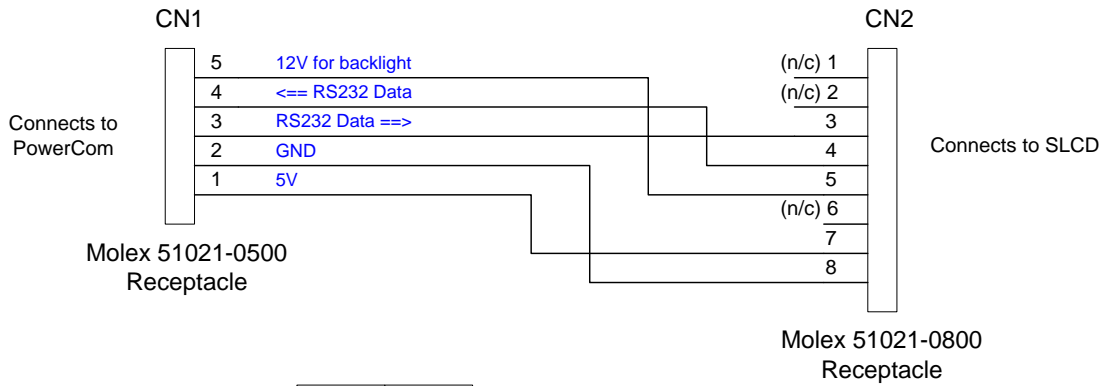 CN1
CN2
5 12V for backlight
4 <== RS232 Data
3 RS232 Data ==>
2 GND
1 5V
Connects to
PowerCom
Molex 51021-0500
Receptacle
(n/c) 1
(n/c) 2
3
4
5
(n/c) 6
7
8
Connects to SLCD
Molex 51021-0800
Receptacle